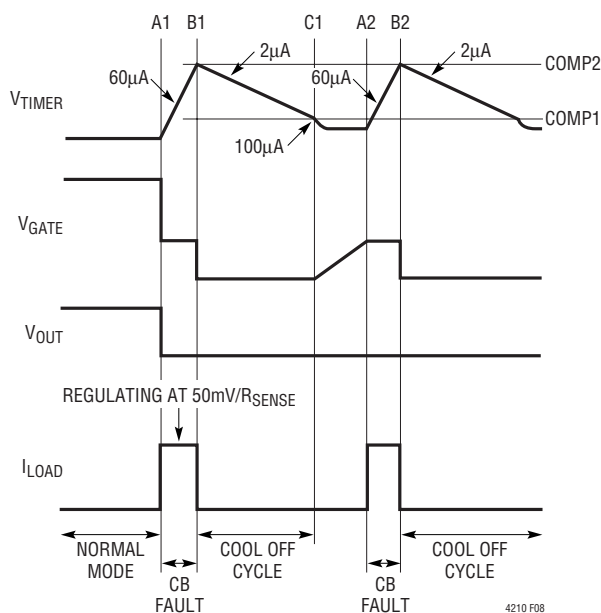 A1 B1 C1 A2 B2
2µA 2µA
COMP2
60µA 60µA
VTIMER
COMP1
100µA
VGATE
VOUT
REGULATING AT 50mV/RSENSE
ILOAD
NORMAL MODE
CB FAULT
COOL OFF CYCLE
CB FAULT
COOL OFF CYCLE
4210 F08